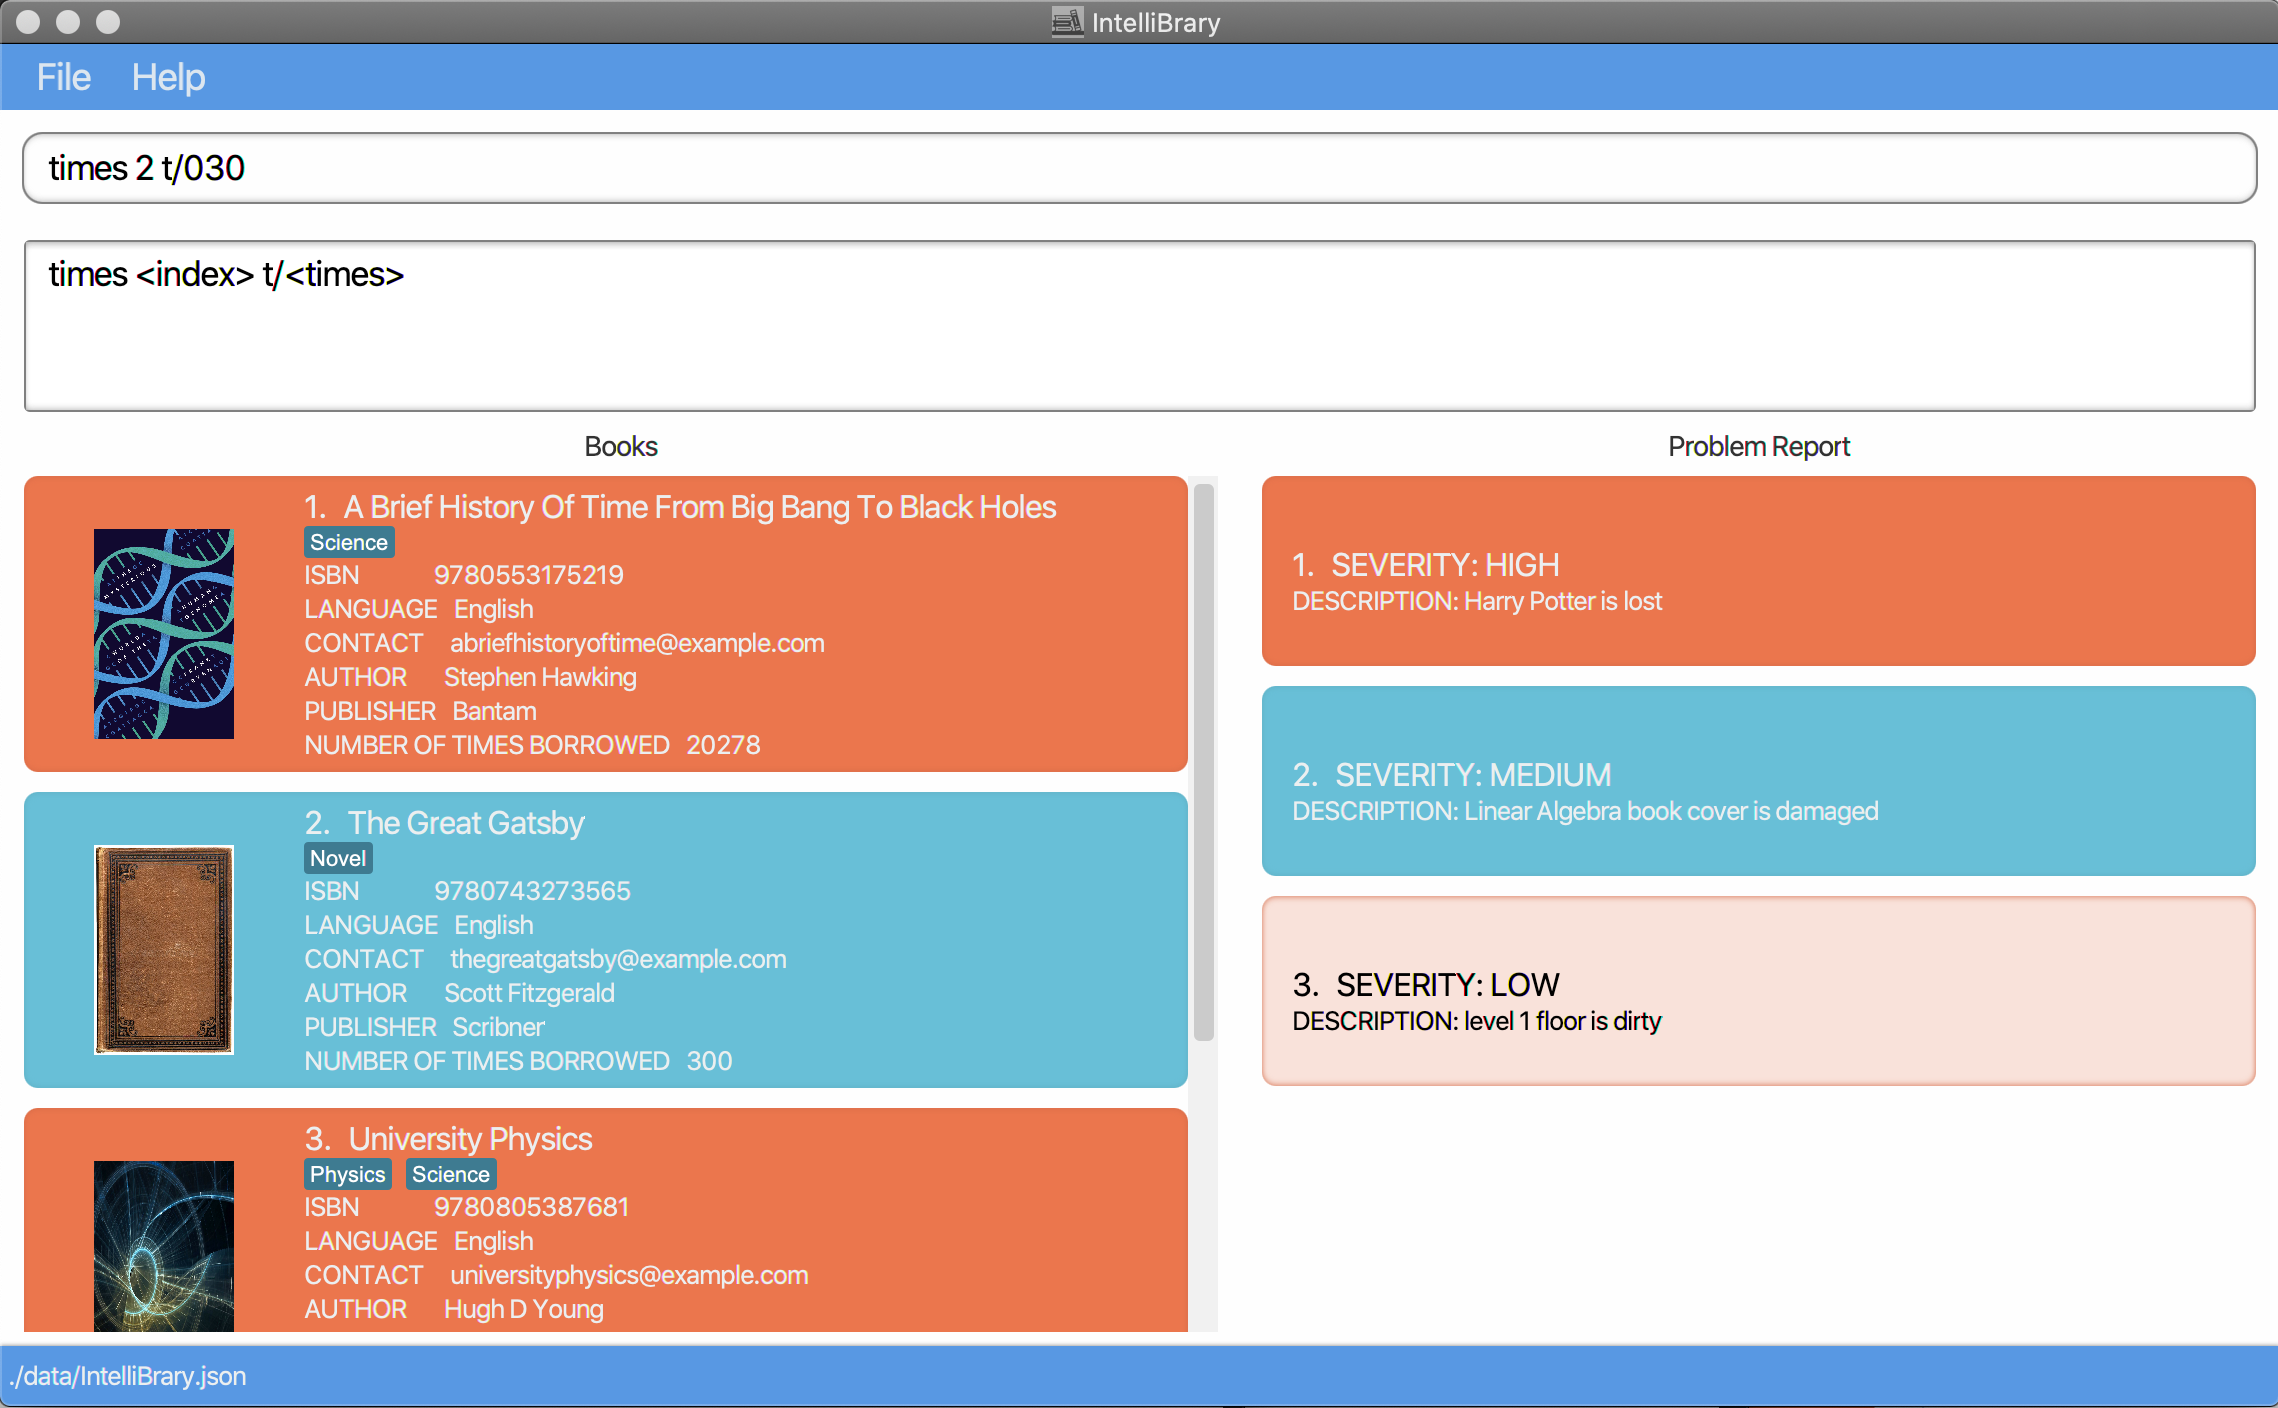 IntelliBrary
File Help
times 2 t/030
times <index> t/<times>
Books
1. A Brief History Of Time From Big Bang To Black Holes
Science
ISBN 9780553175219
LANGUAGE English
CONTACT abriefhistoryoftime@example.com
AUTHOR Stephen Hawking
PUBLISHER Bantam
NUMBER OF TIMES BORROWED 20278
2. The Great Gatsby
Novel
ISBN 9780743273565
LANGUAGE English
CONTACT thegreatgatsby@example.com
AUTHOR Scott Fitzgerald
PUBLISHER Scribner
NUMBER OF TIMES BORROWED 300
3. University Physics
Physics Science
ISBN 9780805387681
LANGUAGE English
CONTACT universityphysics@example.com
AUTHOR Hugh D Young
Problem Report
1. SEVERITY: HIGH
DESCRIPTION: Harry Potter is lost
2. SEVERITY: MEDIUM
DESCRIPTION: Linear Algebra book cover is damaged
3. SEVERITY: LOW
DESCRIPTION: level 1 floor is dirty
./data/IntelliBrary.json